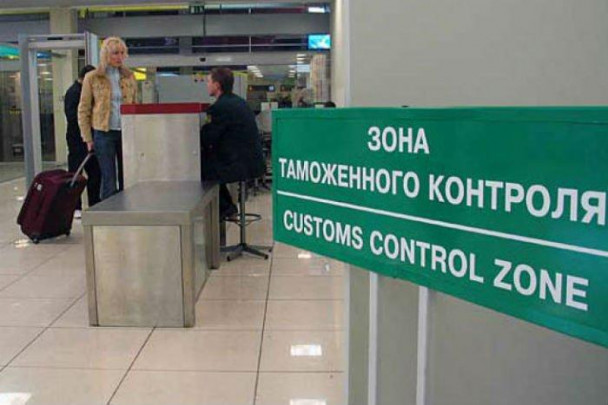 ЗОНА
ТАМОЖЕННОГО КОНТРОЛЯ
CUSTOMS CONTROL ZONE